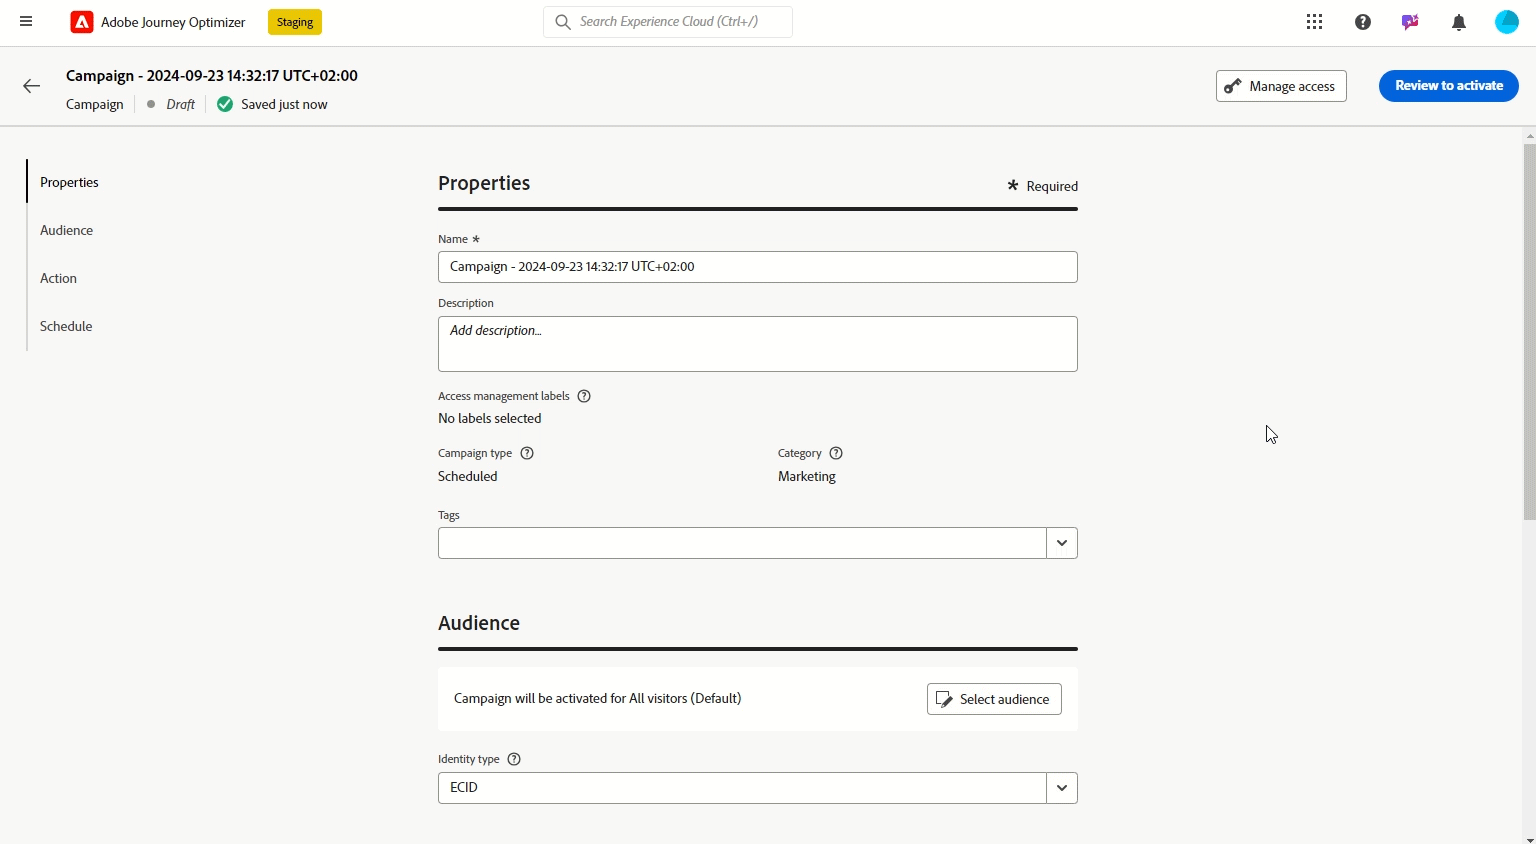 Adobe Journey Optimizer
Staging
Search Experience Cloud (Ctrl+/)
Campaign - 2024-09-23 14:32:17 UTC+02:00
Campaign
Draft
Saved just now
Manage access
Review to activate
Properties
Audience
Action
Schedule
Properties
* Required
Name *
Campaign - 2024-09-23 14:32:17 UTC+02:00
Description
Add description...
Access management labels
No labels selected
Campaign type
Category
Scheduled
Marketing
Tags
Audience
Campaign will be activated for All visitors (Default)
Select audience
Identity type
ECID